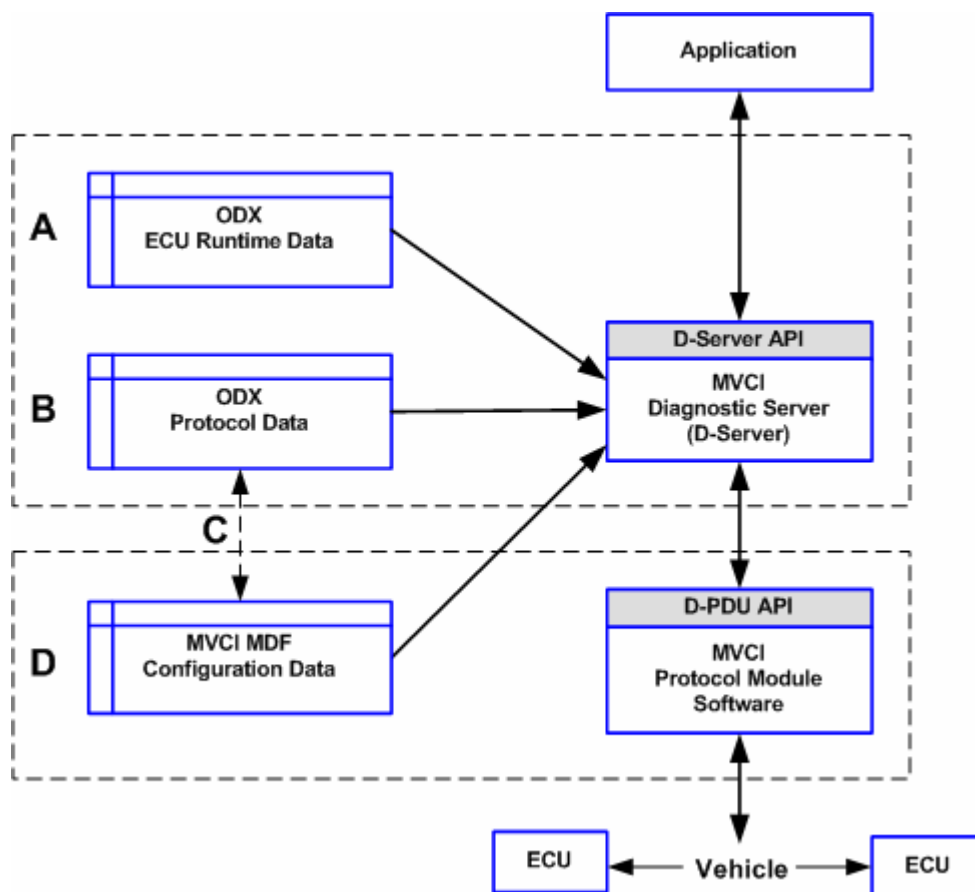 Application
A
ODX
ECU Runtime Data
D-Server API
MVCI
Diagnostic Server
(D-Server)
B
ODX
Protocol Data
C
D
MVCI MDF
Configuration Data
D-PDU API
MVCI
Protocol Module
Software
ECU
Vehicle
ECU